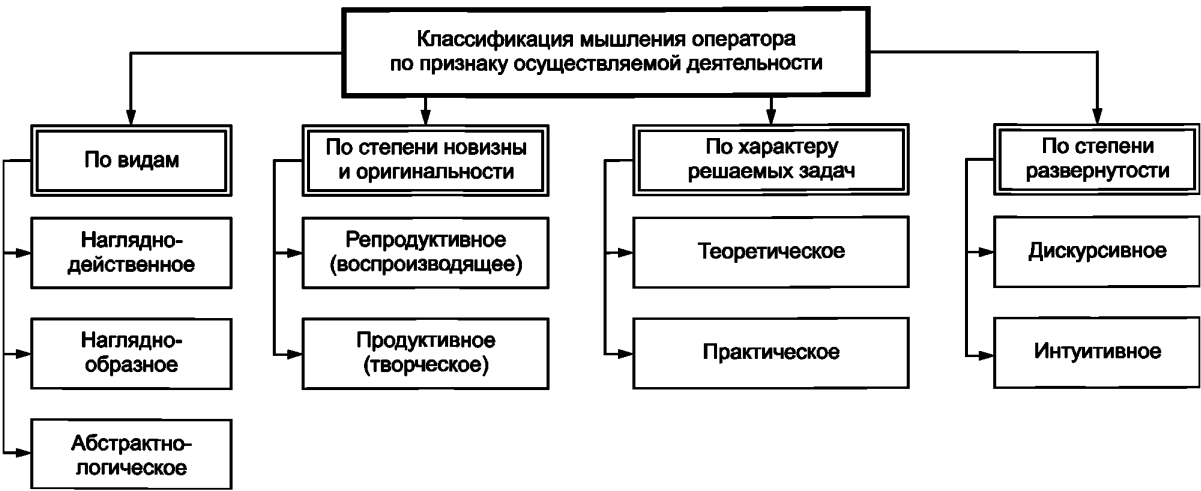 Классификация мышления оператора
по признаку осуществляемой деятельности
По видам
Наглядно-
действенное
Наглядно-
образное
Абстрактно-
логическое
По степени новизны
и оригинальности
Репродуктивное
(воспроизводящее)
Продуктивное
(творческое)
По характеру
решаемых задач
Теоретическое
Практическое
По степени
развернутости
Дискурсивное
Интуитивное